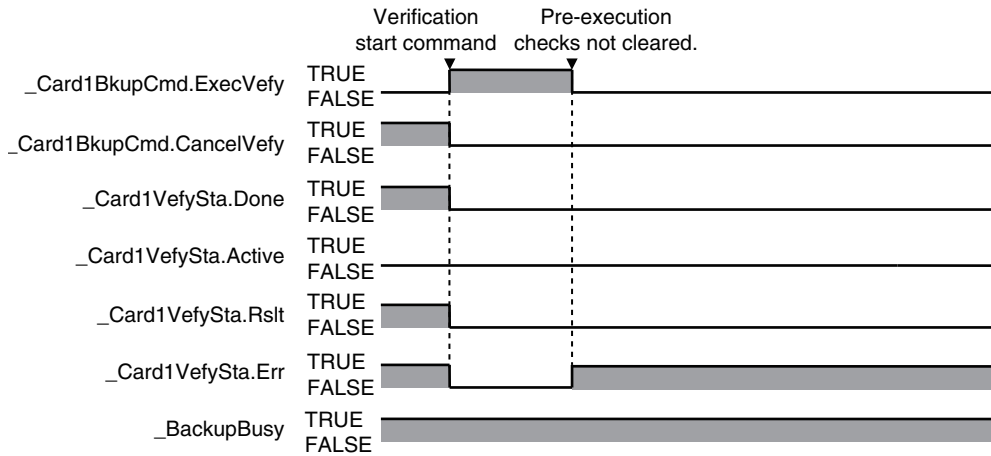 Verification
start command
Pre-execution
checks not cleared.
_Card1BkupCmd.ExecVefy
TRUE
FALSE
_Card1BkupCmd.CancelVefy
TRUE
FALSE
_Card1VefySta.Done
TRUE
FALSE
_Card1VefySta.Active
TRUE
FALSE
_Card1VefySta.Rslt
TRUE
FALSE
_Card1VefySta.Err
TRUE
FALSE
_BackupBusy
TRUE
FALSE